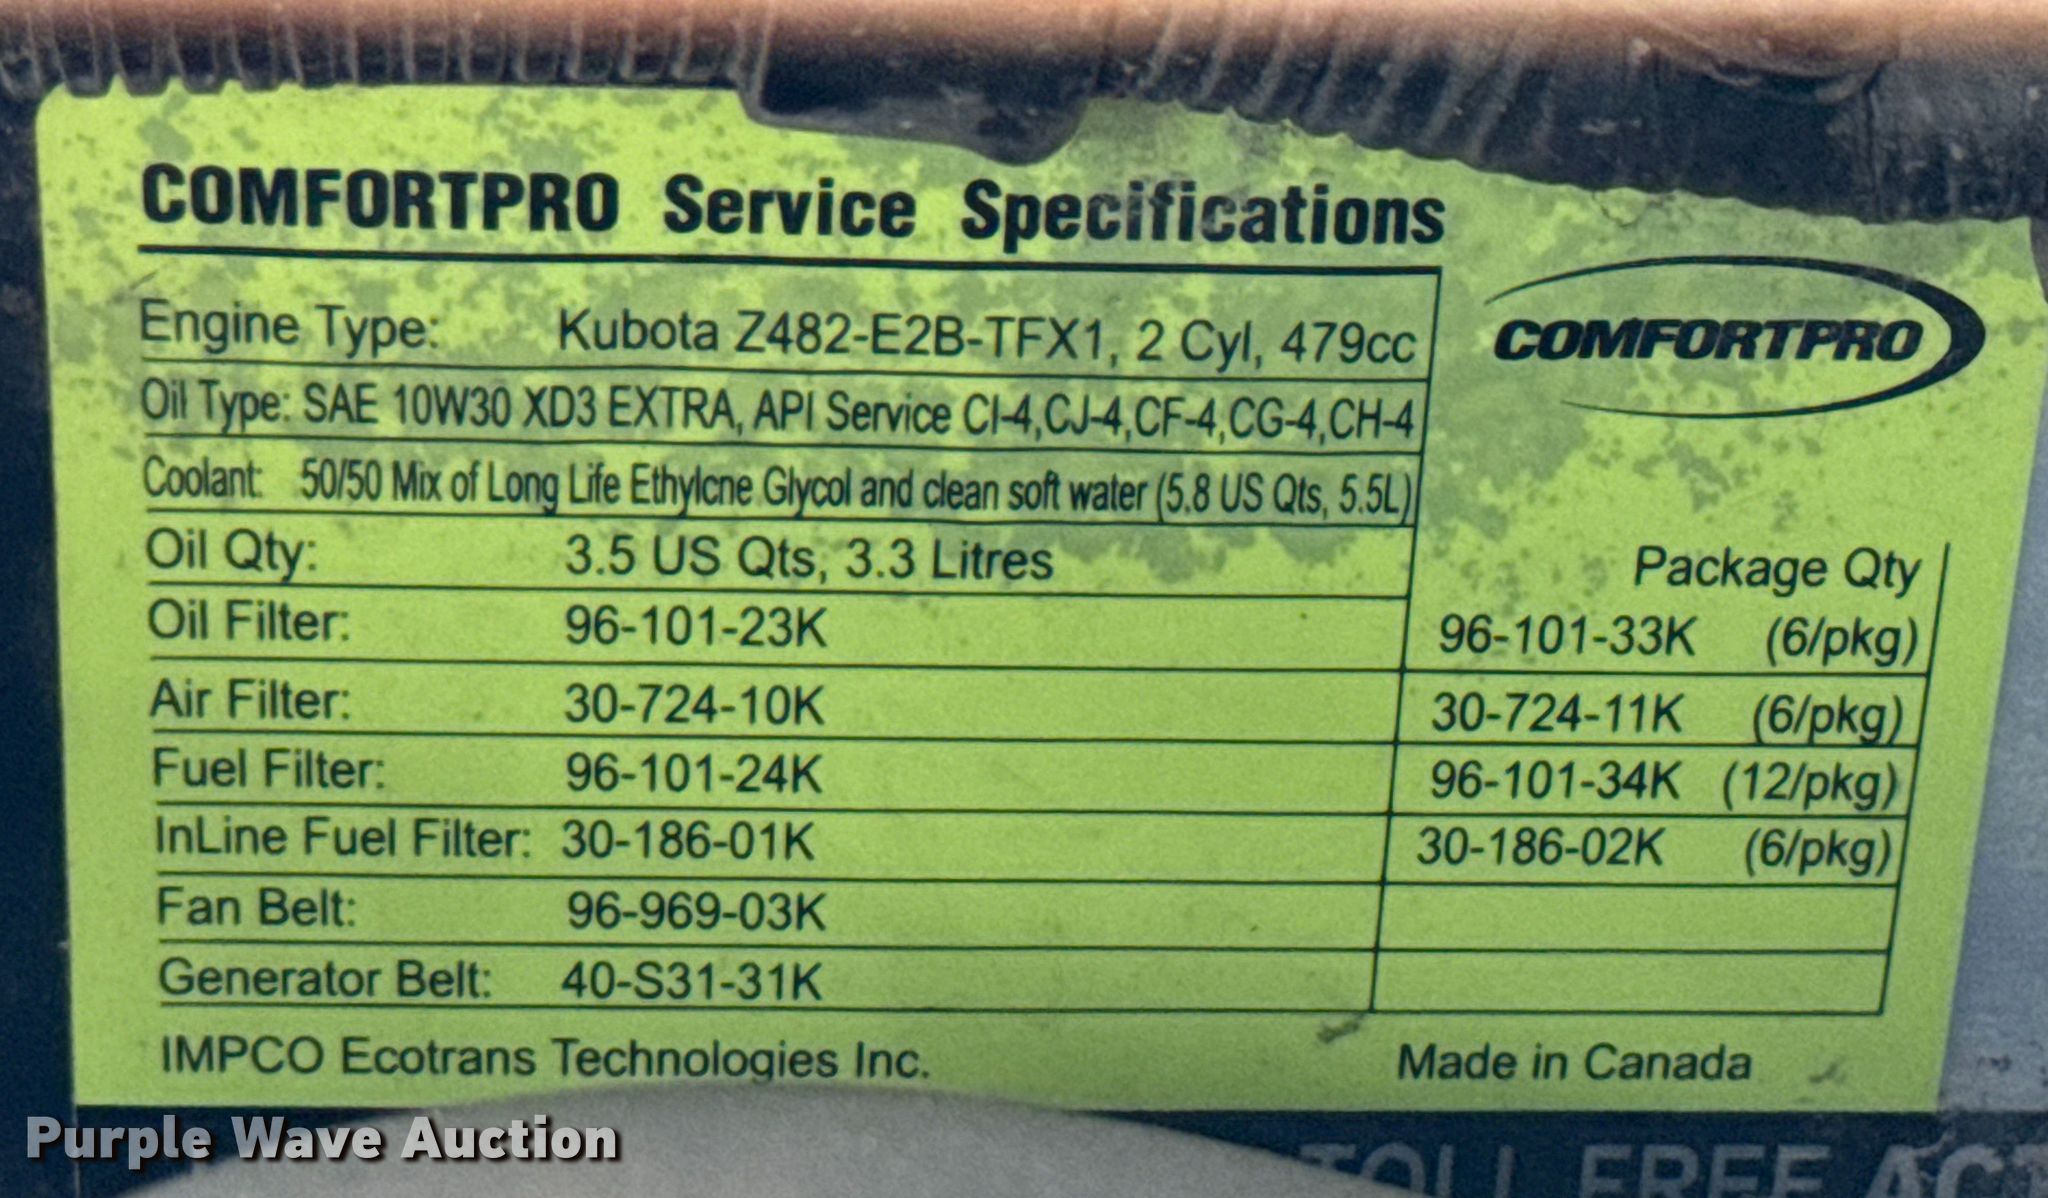 COMFORTPRO Service Specifications
COMFORTPRO
Engine Type: Kubota Z482-E2B-TFX1, 2 Cyl, 479cc
Oil Type: SAE 10W30 XD3 EXTRA, API Service CI-4,CJ-4,CF-4,CG-4,CH-4
Coolant: 50/50 Mix of Long Life Ethylcne Glycol and clean soft water (5.8 US Qts, 5.5L)
Oil Qty: 3.5 US Qts, 3.3 Litres
Package Qty
Oil Filter: 96-101-23K 96-101-33K (6/pkg)
Air Filter: 30-724-10K 30-724-11K (6/pkg)
Fuel Filter: 96-101-24K 96-101-34K (12/pkg)
InLine Fuel Filter: 30-186-01K 30-186-02K (6/pkg)
Fan Belt: 96-969-03K
Generator Belt: 40-S31-31K
IMPCO Ecotrans Technologies Inc. Made in Canada
Purple Wave Auction
TOLL FREE ACT